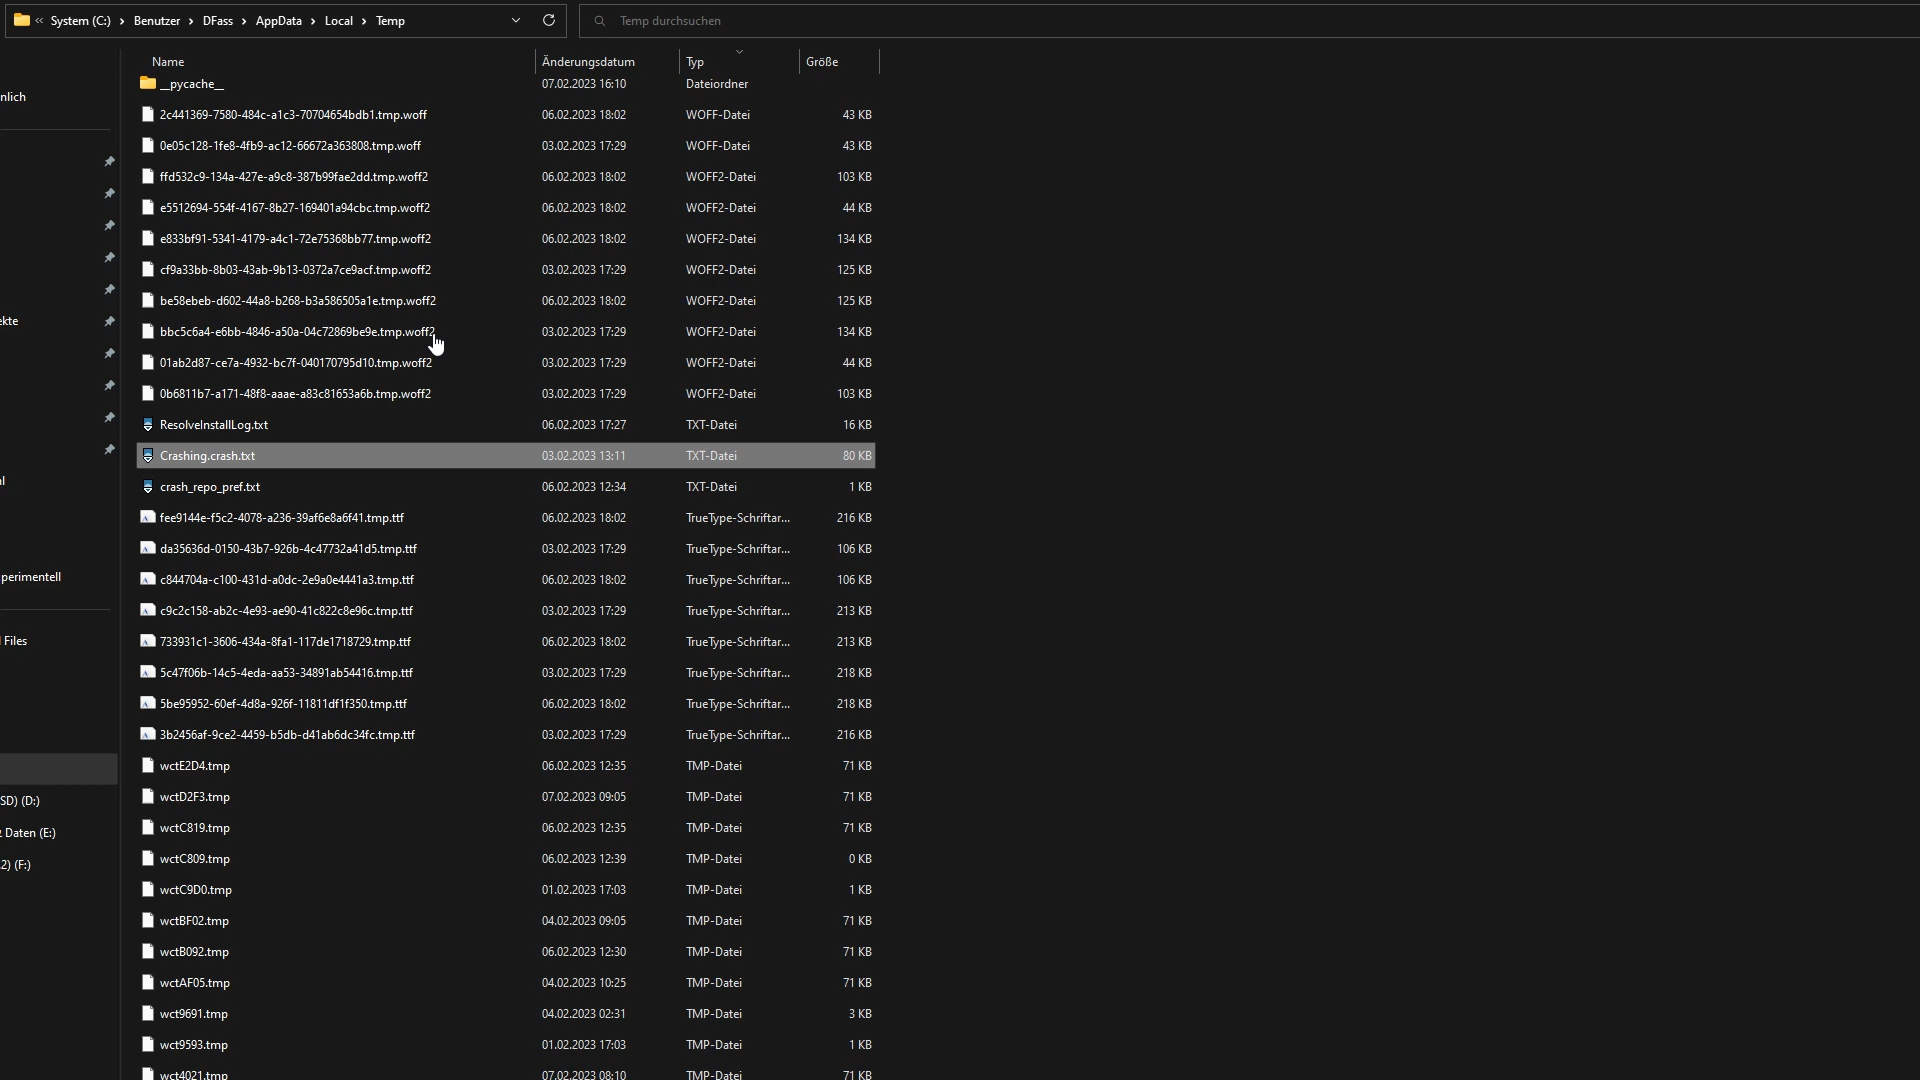 « System (C:) › Benutzer › DFass › AppData › Local › Temp
Temp durchsuchen
Name Änderungsdatum Typ Größe
__pycache__ 07.02.2023 16:10 Dateiordner
nlich
2c441369-7580-484c-a1c3-70704654bdb1.tmp.woff 06.02.2023 18:02 WOFF-Datei 43 KB
0e05c128-1fe8-4fb9-ac12-66672a363808.tmp.woff 03.02.2023 17:29 WOFF-Datei 43 KB
ffd532c9-134a-427e-a9c8-387b99fae2dd.tmp.woff2 06.02.2023 18:02 WOFF2-Datei 103 KB
e5512694-554f-4167-8b27-169401a94cbc.tmp.woff2 06.02.2023 18:02 WOFF2-Datei 44 KB
e833bf91-5341-4179-a4c1-72e75368bb77.tmp.woff2 06.02.2023 18:02 WOFF2-Datei 134 KB
cf9a33bb-8b03-43ab-9b13-0372a7ce9acf.tmp.woff2 03.02.2023 17:29 WOFF2-Datei 125 KB
be58ebeb-d602-44a8-b268-b3a586505a1e.tmp.woff2 06.02.2023 18:02 WOFF2-Datei 125 KB
ekte
bbc5c6a4-e6bb-4846-a50a-04c72869be9e.tmp.woff2 03.02.2023 17:29 WOFF2-Datei 134 KB
01ab2d87-ce7a-4932-bc7f-040170795d10.tmp.woff2 03.02.2023 17:29 WOFF2-Datei 44 KB
0b6811b7-a171-48f8-aaae-a83c81653a6b.tmp.woff2 03.02.2023 17:29 WOFF2-Datei 103 KB
ResolveInstallLog.txt 06.02.2023 17:27 TXT-Datei 16 KB
Crashing.crash.txt 03.02.2023 13:11 TXT-Datei 80 KB
l
crash_repo_pref.txt 06.02.2023 12:34 TXT-Datei 1 KB
fee9144e-f5c2-4078-a236-39af6e8a6f41.tmp.ttf 06.02.2023 18:02 TrueType-Schriftar... 216 KB
da35636d-0150-43b7-926b-4c47732a41d5.tmp.ttf 03.02.2023 17:29 TrueType-Schriftar... 106 KB
perimentell
c844704a-c100-431d-a0dc-2e9a0e4441a3.tmp.ttf 06.02.2023 18:02 TrueType-Schriftar... 106 KB
c9c2c158-ab2c-4e93-ae90-41c822c8e96c.tmp.ttf 03.02.2023 17:29 TrueType-Schriftar... 213 KB
Files
733931c1-3606-434a-8fa1-117de1718729.tmp.ttf 06.02.2023 18:02 TrueType-Schriftar... 213 KB
5c47f06b-14c5-4eda-aa53-34891ab54416.tmp.ttf 03.02.2023 17:29 TrueType-Schriftar... 218 KB
5be95952-60ef-4d8a-926f-11811df1f350.tmp.ttf 06.02.2023 18:02 TrueType-Schriftar... 218 KB
3b2456af-9ce2-4459-b5db-d41ab6dc34fc.tmp.ttf 03.02.2023 17:29 TrueType-Schriftar... 216 KB
wctE2D4.tmp 06.02.2023 12:35 TMP-Datei 71 KB
SD) (D:)
wctD2F3.tmp 07.02.2023 09:05 TMP-Datei 71 KB
2 Daten (E:)
wctC819.tmp 06.02.2023 12:35 TMP-Datei 71 KB
2) (F:)
wctC809.tmp 06.02.2023 12:39 TMP-Datei 0 KB
wctC9D0.tmp 01.02.2023 17:03 TMP-Datei 1 KB
wctBF02.tmp 04.02.2023 09:05 TMP-Datei 71 KB
wctB092.tmp 06.02.2023 12:30 TMP-Datei 71 KB
wctAF05.tmp 04.02.2023 10:25 TMP-Datei 71 KB
wct9691.tmp 04.02.2023 02:31 TMP-Datei 3 KB
wct9593.tmp 01.02.2023 17:03 TMP-Datei 1 KB
wct4021.tmp 07.02.2023 08:10 TMP-Datei 71 KB